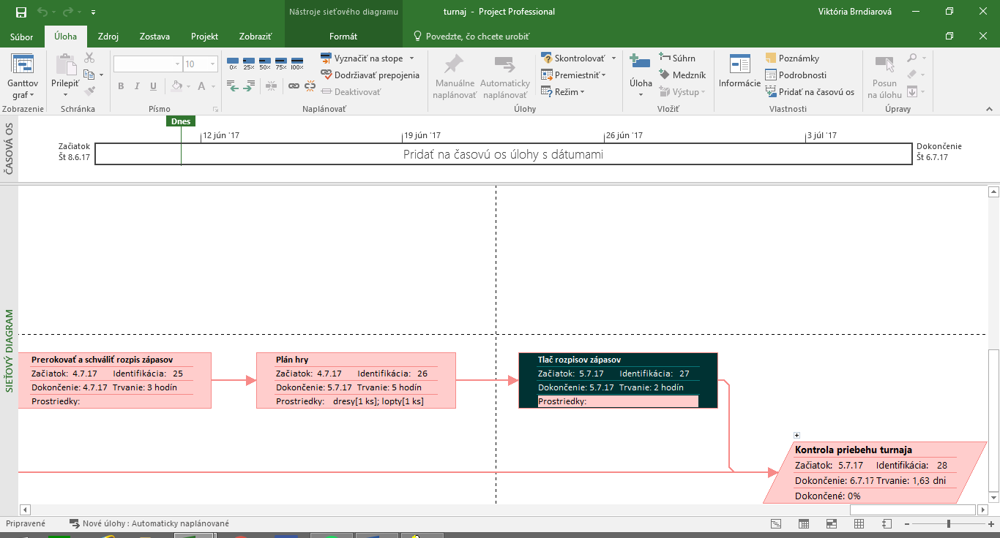 Nástroje sieťového diagramu
turnaj - Project Professional
Viktória Brndiarová
Súbor
Úloha
Zdroj
Zostava
Projekt
Zobraziť
Formát
Povedzte, čo chcete urobiť
Ganttov
graf
Zobrazenie
Prilepiť
Schránka
10
B I U
A
Písmo
0% 25% 50% 75% 100%
Vyznačiť na stope
Dodržiavať prepojenia
Deaktivovať
Naplánovať
Manuálne
naplánovať
Automaticky
naplánovať
Skontrolovať
Premiestniť
Režim
Úlohy
Úloha
Súhrn
Medzník
Výstup
Vložiť
Informácie
Poznámky
Podrobnosti
Pridať na časovú os
Vlastnosti
Posun
na úlohu
Úpravy
ČASOVÁ OS
Dnes
12 jún '17
19 jún '17
26 jún '17
3 júl '17
Začiatok
Št 8.6.17
Pridať na časovú os úlohy s dátumami
Dokončenie
Št 6.7.17
SIEŤOVÝ DIAGRAM
Prerokovať a schváliť rozpis zápasov
Začiatok: 4.7.17 Identifikácia: 25
Dokončenie: 4.7.17 Trvanie: 3 hodín
Prostriedky:
Plán hry
Začiatok: 4.7.17 Identifikácia: 26
Dokončenie: 5.7.17 Trvanie: 5 hodín
Prostriedky: dresy[1 ks]; lopty[1 ks]
Tlač rozpisov zápasov
Začiatok: 5.7.17 Identifikácia: 27
Dokončenie: 5.7.17 Trvanie: 2 hodín
Prostriedky:
Kontrola priebehu turnaja
Začiatok: 5.7.17 Identifikácia: 28
Dokončenie: 6.7.17 Trvanie: 1,63 dni
Dokončené: 0%
Pripravené
Nové úlohy : Automaticky naplánované